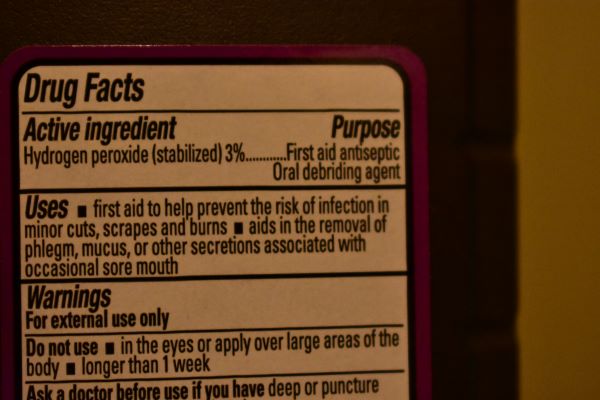 Drug Facts
Active ingredient Purpose
Hydrogen peroxide (stabilized) 3%............First aid antiseptic
Oral debriding agent
Uses ■ first aid to help prevent the risk of infection in
minor cuts, scrapes and burns ■ aids in the removal of
phlegm, mucus, or other secretions associated with
occasional sore mouth
Warnings
For external use only
Do not use ■ in the eyes or apply over large areas of the
body ■ longer than 1 week
Ask a doctor before use if you have deep or puncture